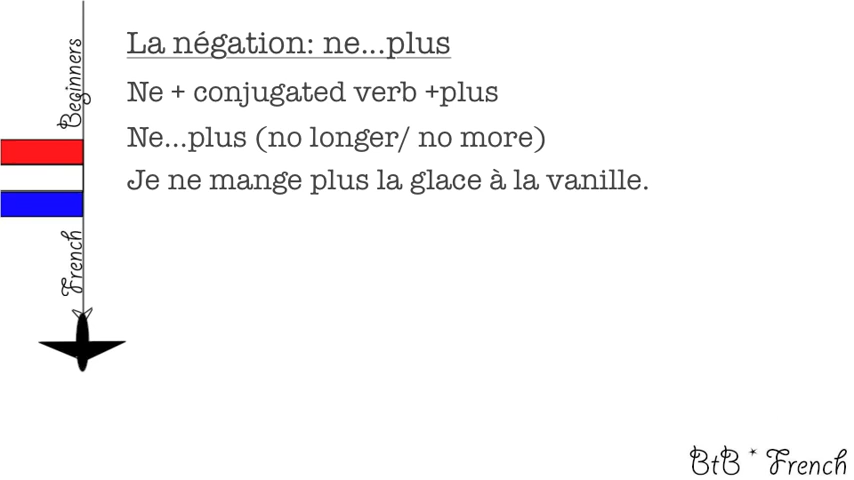 La négation: ne...plus
Ne + conjugated verb +plus
Ne...plus (no longer/ no more)
Je ne mange plus la glace à la vanille.
Beginners
French
BtB * French